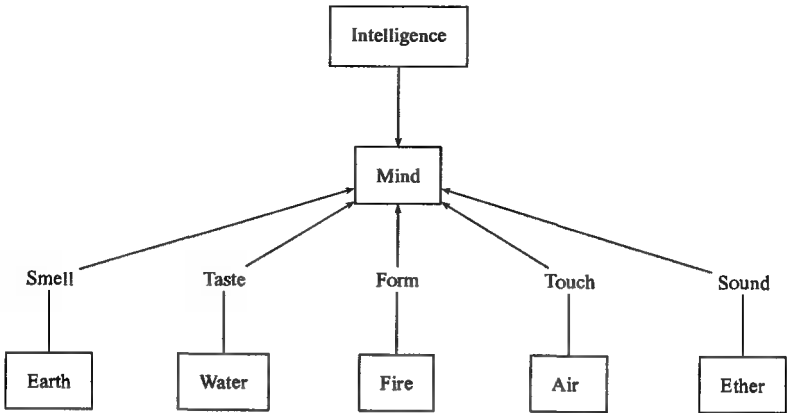 Intelligence
Mind
Smell
Taste
Form
Touch
Sound
Earth
Water
Fire
Air
Ether